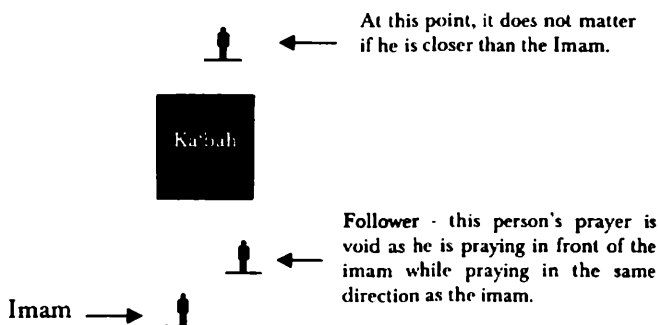 At this point, it does not matter
if he is closer than the Imam.
Ka'bah
Follower - this person's prayer is
void as he is praying in front of the
imam while praying in the same
direction as the imam.
Imam